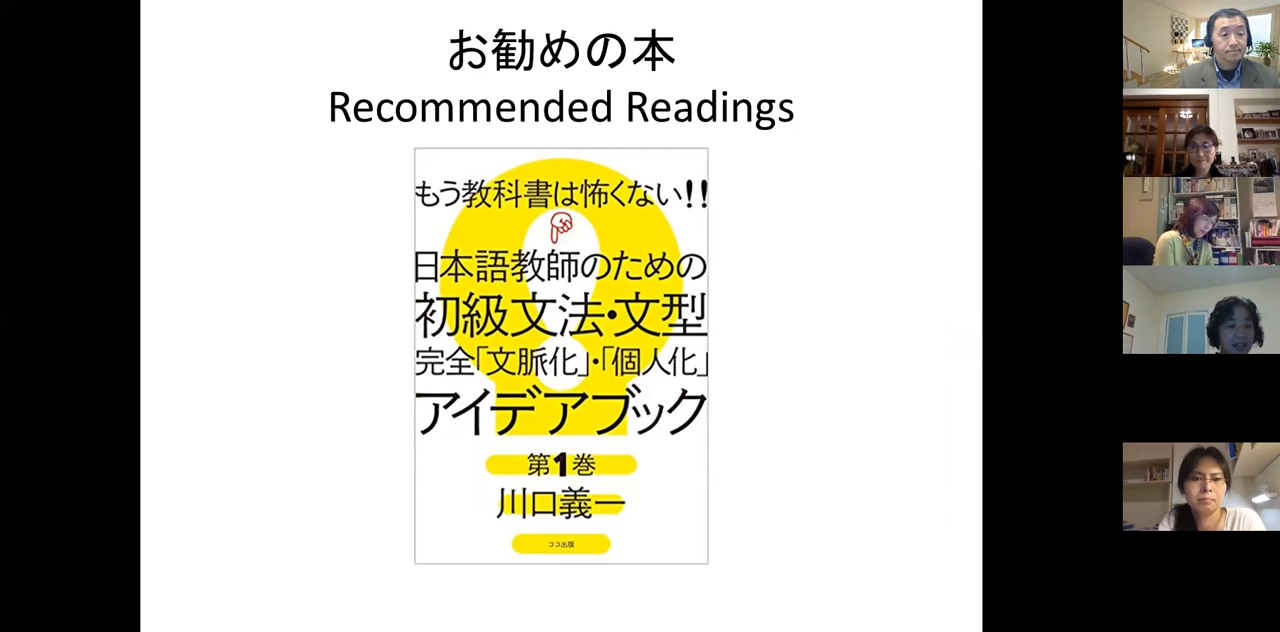 お勧めの本
Recommended Readings
もう教科書は怖くない!!
日本語教師のための
初級文法・文型
完全「文脈化」・「個人化」
アイデアブック
第1巻
川口義一
ココ出版